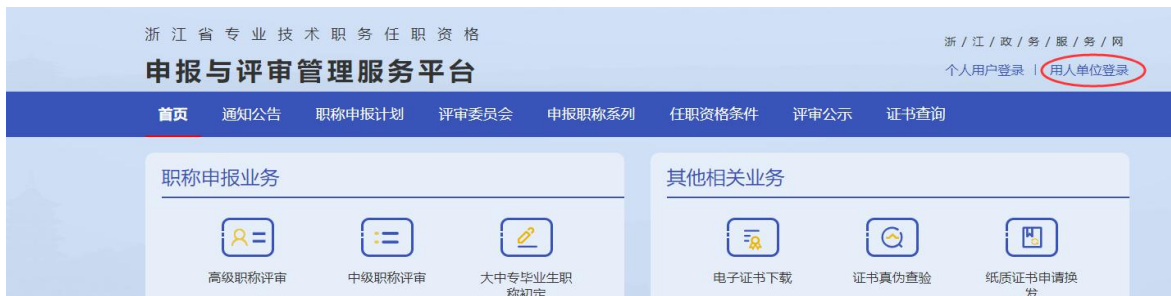 浙江省专业技术职务任职资格
申报与评审管理服务平台
浙/江/政/务/服/务/网
个人用户登录 | 用人单位登录
首页 通知公告 职称申报计划 评审委员会 申报职称系列 任职资格条件 评审公示 证书查询
职称申报业务
高级职称评审 中级职称评审 大中专毕业生职
称初定
其他相关业务
电子证书下载 证书真伪查验 纸质证书申请换
发